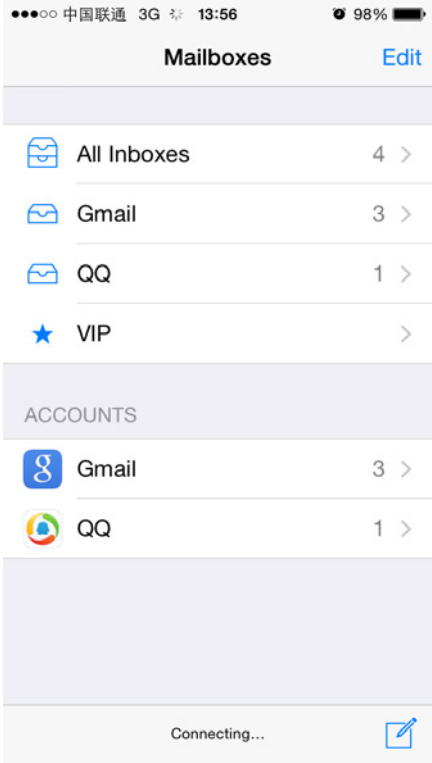 中国联通 3G 13:56 98%
Mailboxes Edit
All Inboxes 4
Gmail 3
QQ 1
VIP
ACCOUNTS
8 Gmail 3
QQ 1
Connecting...